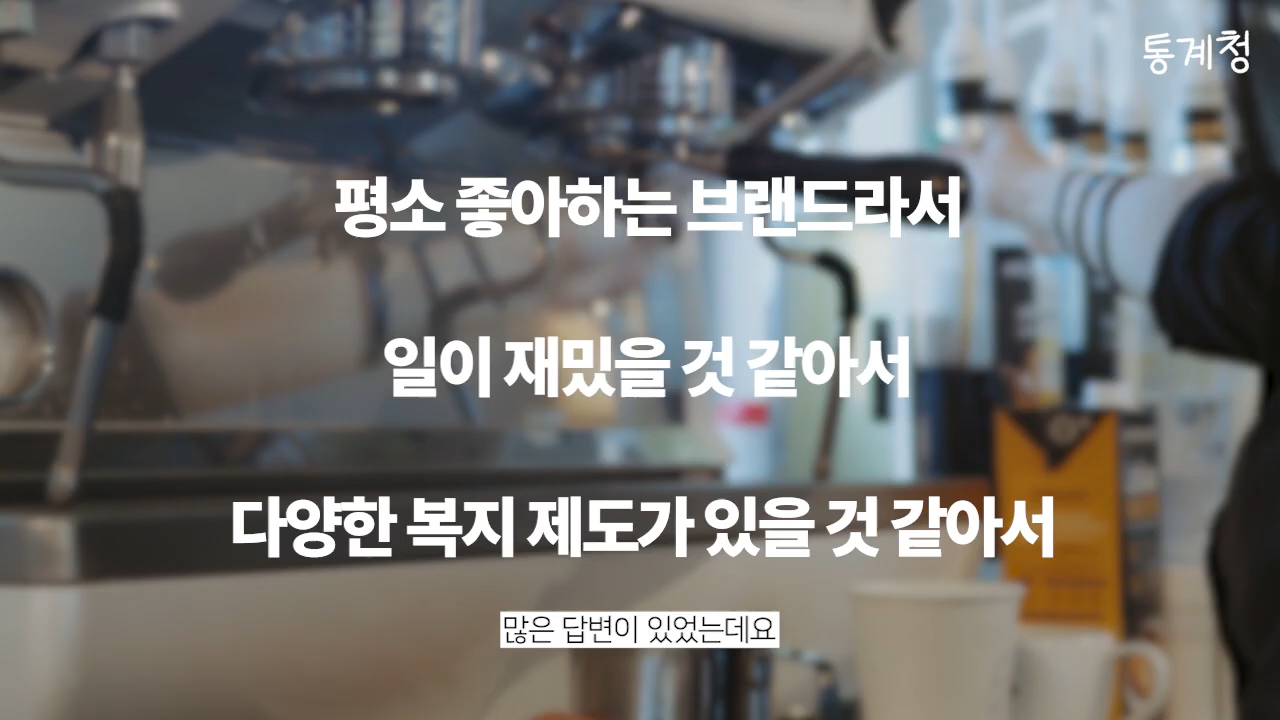 통계청
평소 좋아하는 브랜드라서
일이 재밌을 것 같아서
다양한 복지 제도가 있을 것 같아서
많은 답변이 있었는데요